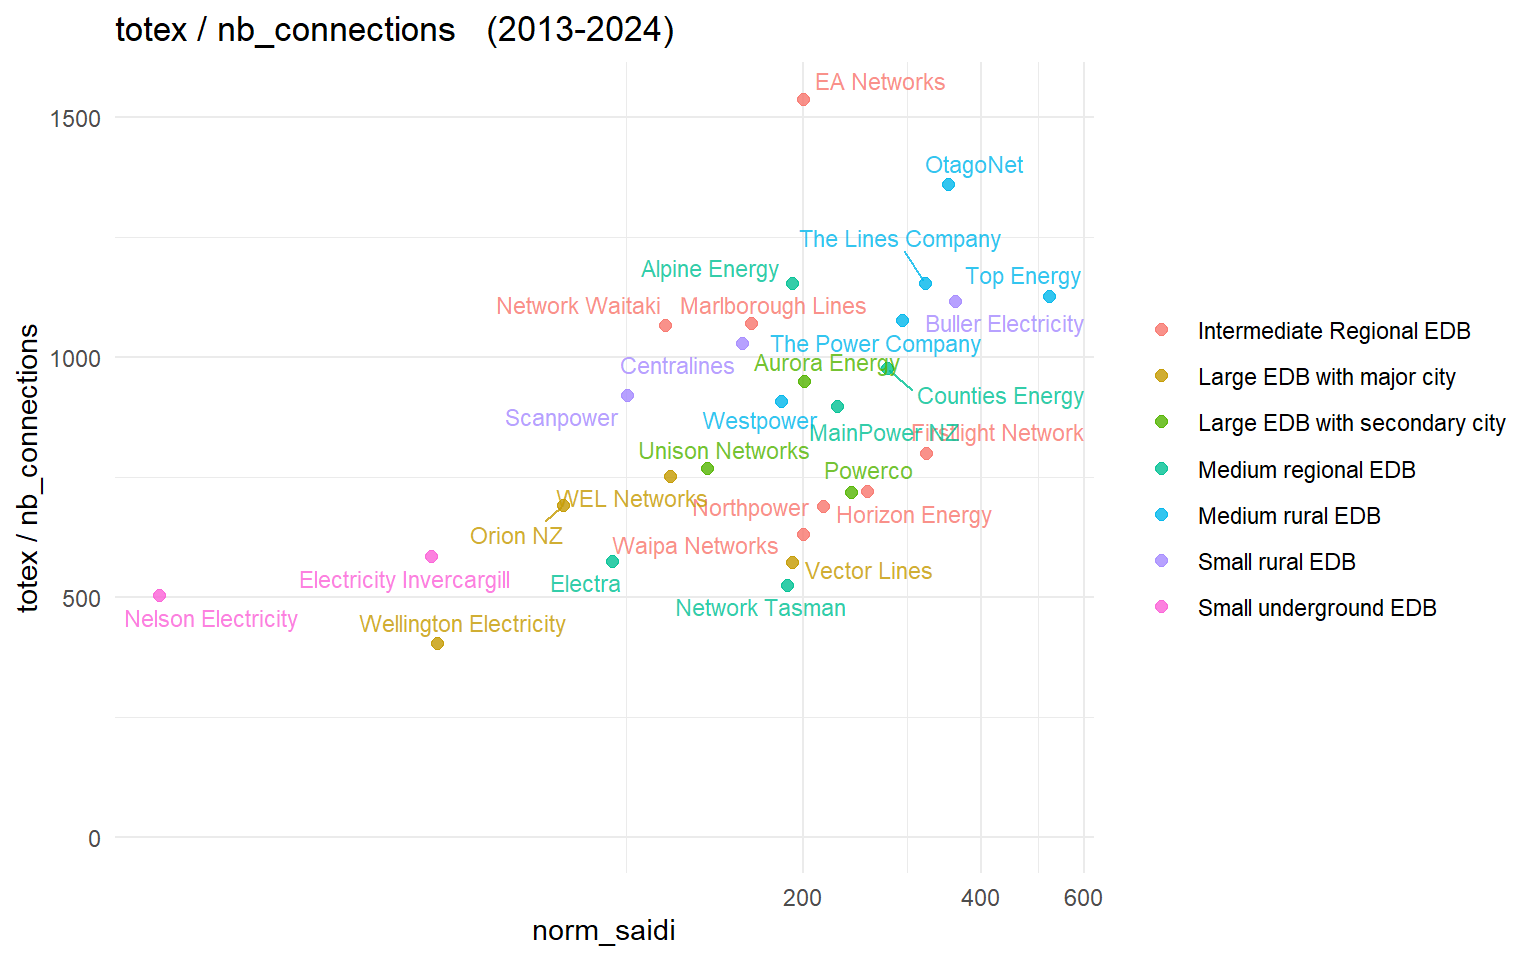 totex / nb_connections (2013-2024)
EA Networks
1500
OtagoNet
The Lines Company
Alpine Energy
Top Energy
Network Waitaki
Marlborough Lines
Buller Electricity
Intermediate Regional EDB
The Power Company
1000
Aurora Energy
Centralines
Large EDB with major city
Counties Energy
Scanpower
Westpower
Large EDB with secondary city
MainPower NZ
Firstlight Network
Unison Networks
Powerco
Medium regional EDB
WEL Networks
Northpower
Horizon Energy
Medium rural EDB
Orion NZ
Waipa Networks
Vector Lines
Small rural EDB
Electricity Invercargill
Electra
500
Network Tasman
Small underground EDB
Nelson Electricity
Wellington Electricity
0
totex / nb_connections
200
400
600
norm_saidi